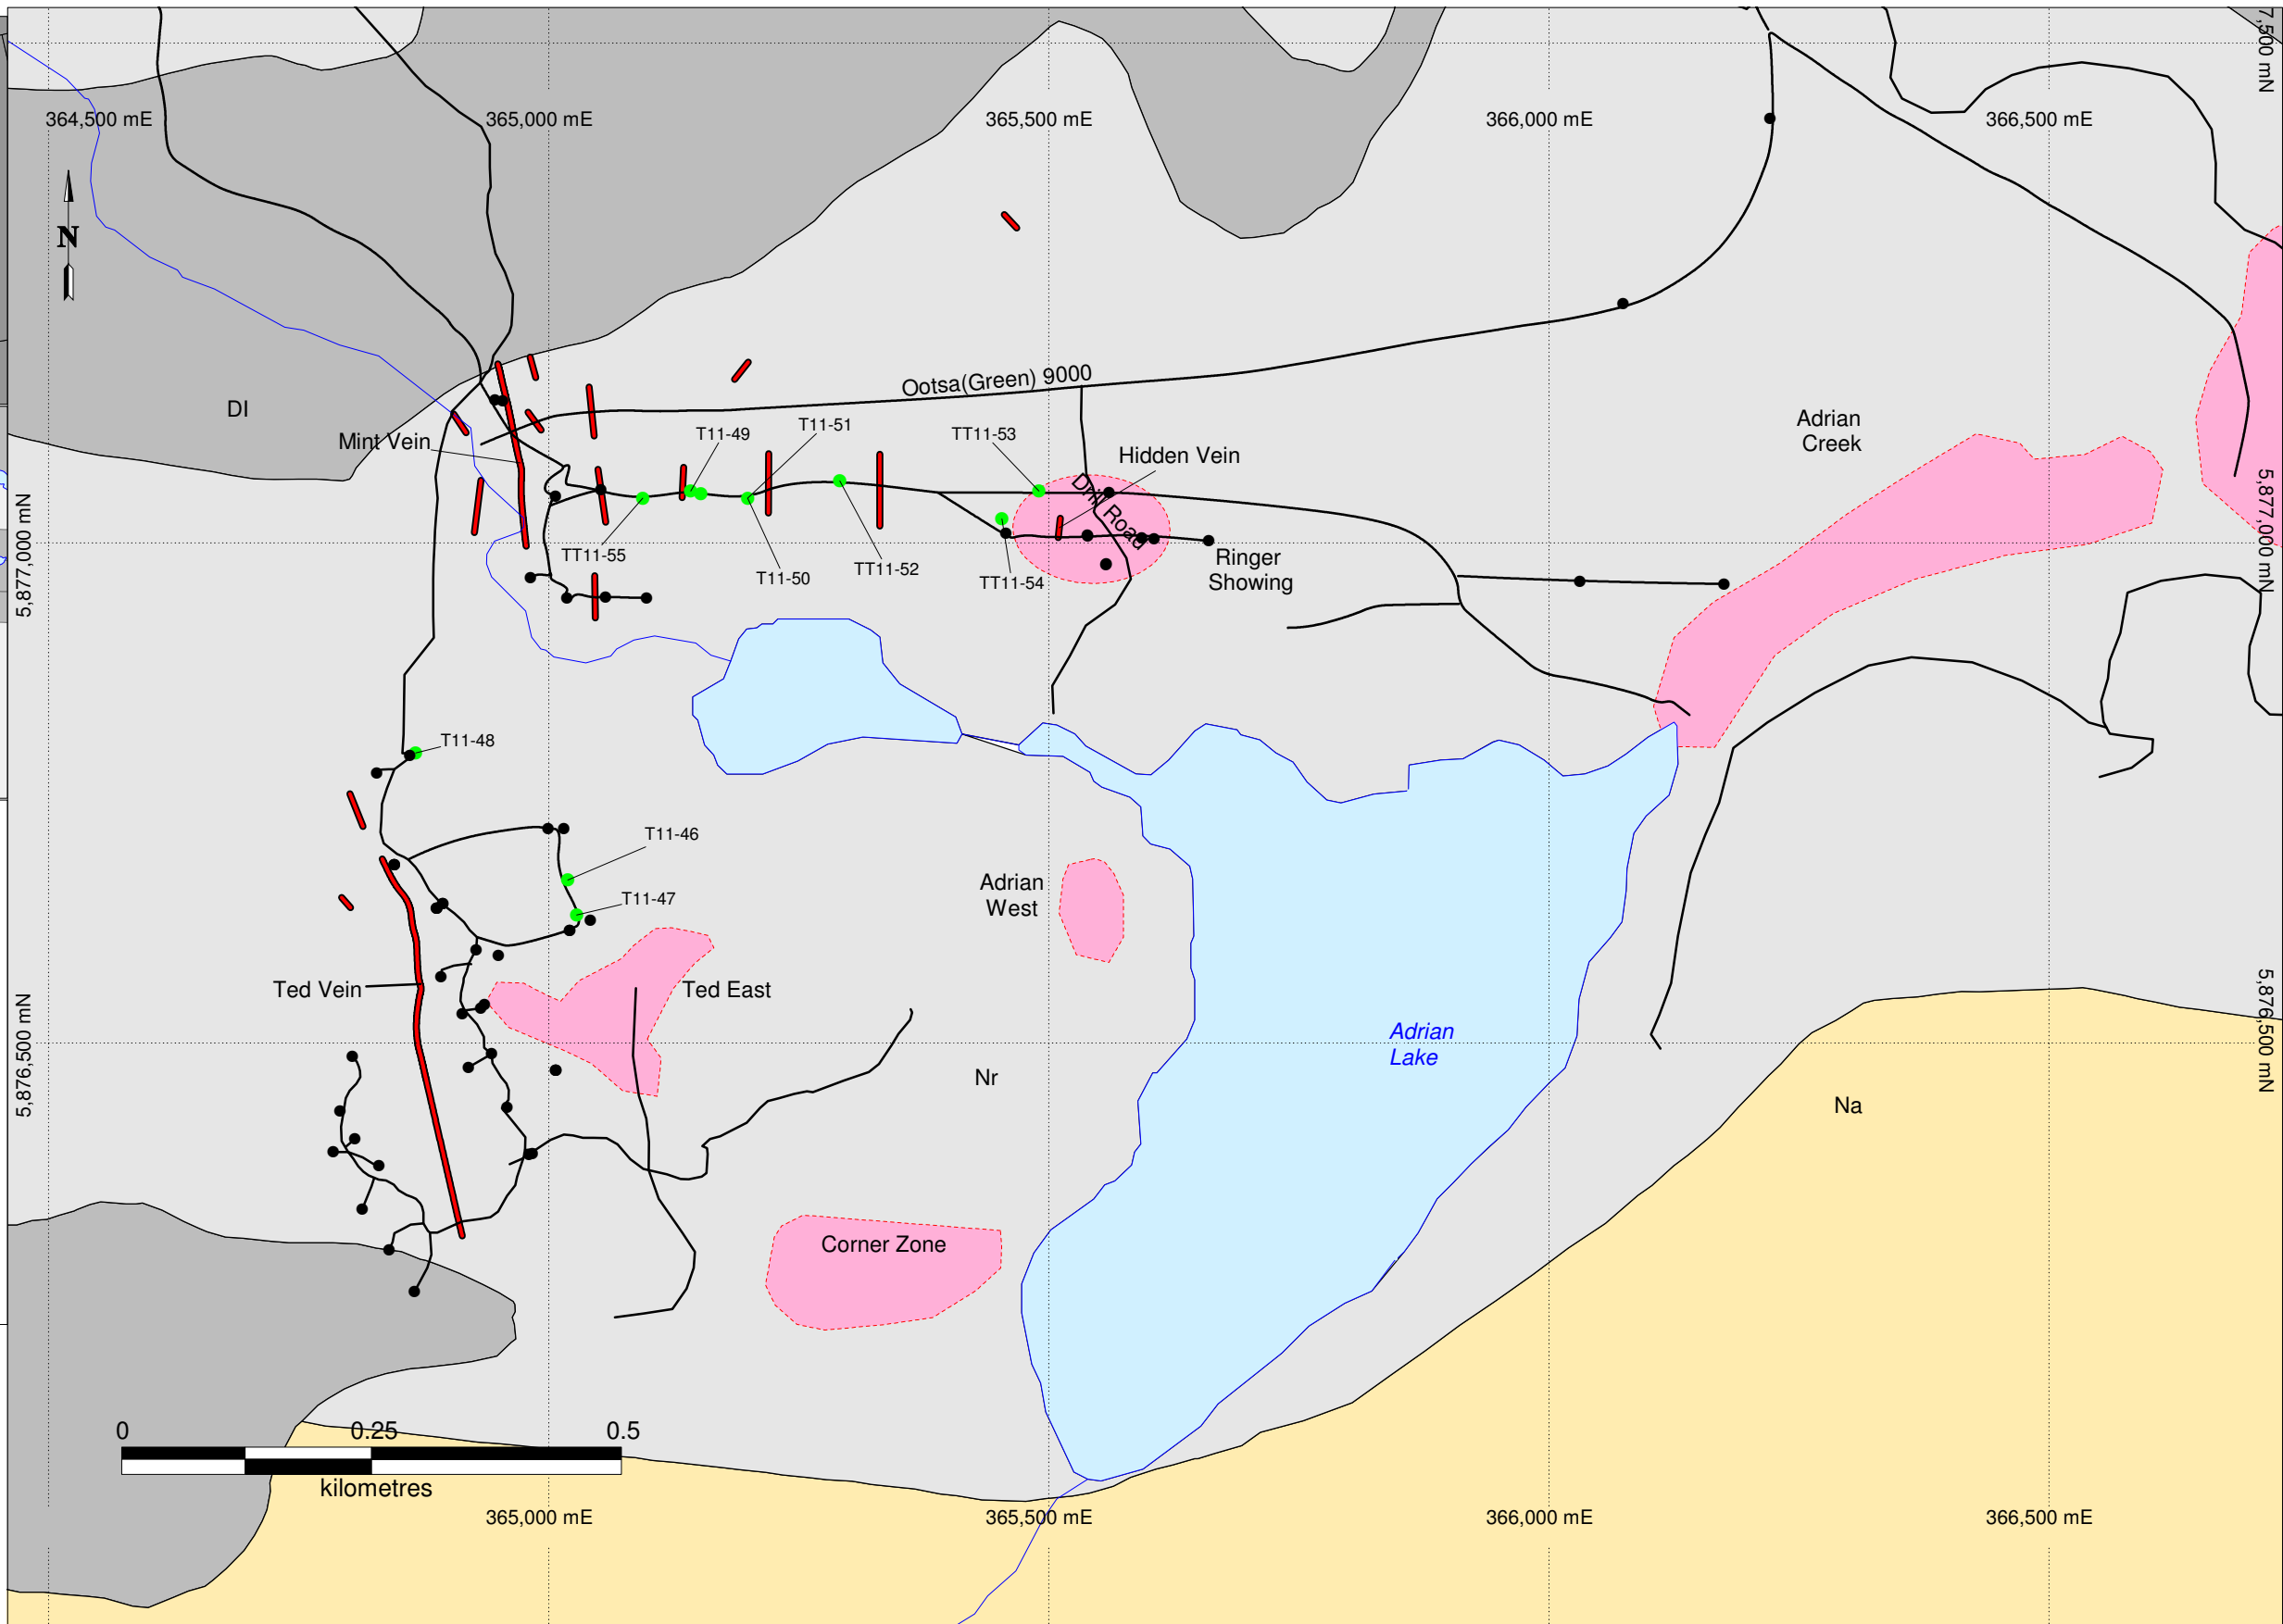 7,500 mN
364,500 mE
365,000 mE
365,500 mE
366,000 mE
366,500 mE
N
Ootsa(Green) 9000
DI
Mint Vein
T11-49
T11-51
TT11-53
Hidden Vein
Drill Road
Adrian
Creek
TT11-55
T11-50
TT11-52
TT11-54
Ringer
Showing
5,877,000 mN
5,877,000 mN
T11-48
T11-46
T11-47
Adrian
West
Ted Vein
Ted East
Adrian
Lake
Nr
Na
5,876,500 mN
5,876,500 mN
Corner Zone
0
0.25
0.5
kilometres
365,000 mE
365,500 mE
366,000 mE
366,500 mE